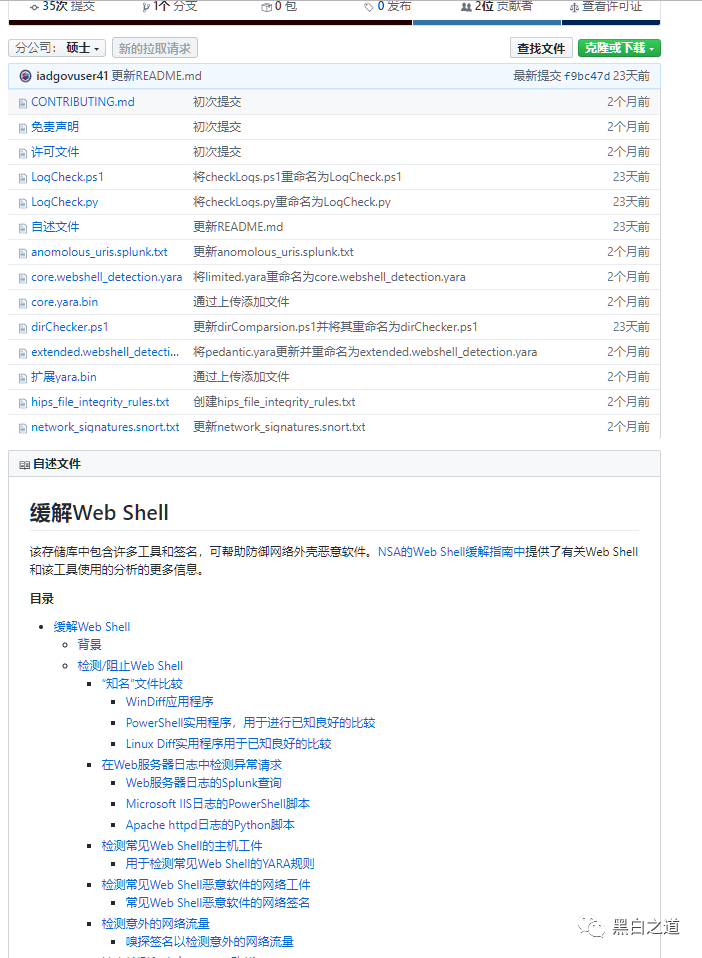 35次 提交 1个 分支 0 包 0 发布 2位 贡献者 查看许可证
分公司： 硕士 新的拉取请求 查找文件 克隆或下载
iadgovuser41 更新README.md 最新提交 f9bc47d 23天前
CONTRIBUTING.md 初次提交 2个月前
免责声明 初次提交 2个月前
许可文件 初次提交 2个月前
LogCheck.ps1 将checkLogs.ps1重命名为LogCheck.ps1 23天前
LogCheck.py 将checkLogs.py重命名为LogCheck.py 23天前
自述文件 更新README.md 23天前
anomolous_uris.splunk.txt 更新anomolous_uris.splunk.txt 2个月前
core.webshell_detection.yara 将limited.yara重命名为core.webshell_detection.yara 2个月前
core.yara.bin 通过上传添加文件 2个月前
dirChecker.ps1 更新dirComparsion.ps1并将其重命名为dirChecker.ps1 23天前
extended.webshell_detecti... 将pedantic.yara更新并重命名为extended.webshell_detection.yara 2个月前
扩展yara.bin 通过上传添加文件 2个月前
hips_file_integrity_rules.txt 创建hips_file_integrity_rules.txt 2个月前
network_signatures.snort.txt 更新network_signatures.snort.txt 2个月前
自述文件
缓解Web Shell
该存储库中包含许多工具和签名，可帮助防御网络外壳恶意软件。NSA的Web Shell缓解指南中提供了有关Web Shell
和该工具使用的分析的更多信息。
目录
缓解Web Shell
背景
检测/阻止Web Shell
“知名”文件比较
WinDiff应用程序
PowerShell实用程序，用于进行已知良好的比较
Linux Diff实用程序用于已知良好的比较
在Web服务器日志中检测异常请求
Web服务器日志的Splunk查询
Microsoft IIS日志的PowerShell脚本
Apache httpd日志的Python脚本
检测常见Web Shell的主机工件
用于检测常见Web Shell的YARA规则
检测常见Web Shell恶意软件的网络工件
常见Web Shell恶意软件的网络签名
检测意外的网络流量
嗅探签名以检测意外的网络流量
黑白之道